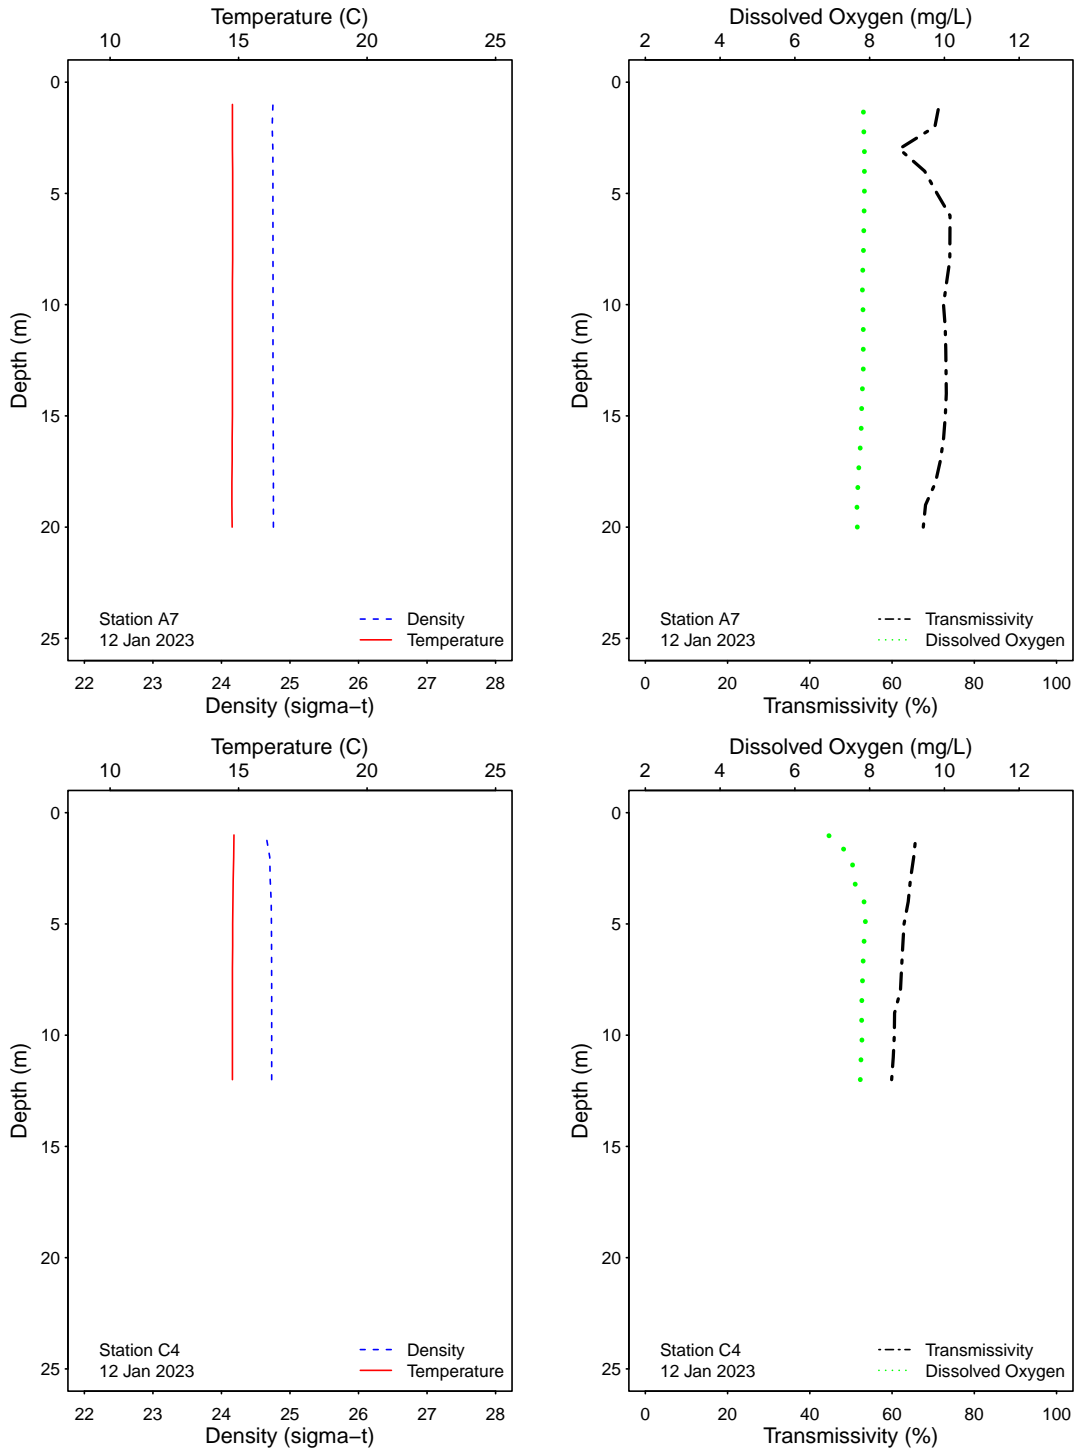 Temperature (C)
10 15 20 25
0
5
10
15
20
25
Depth (m)
Station A7
12 Jan 2023
Density
Temperature
22 23 24 25 26 27 28
Density (sigma−t)
Dissolved Oxygen (mg/L)
2 4 6 8 10 12
0
5
10
15
20
25
Depth (m)
Station A7
12 Jan 2023
Transmissivity
Dissolved Oxygen
0 20 40 60 80 100
Transmissivity (%)
Temperature (C)
10 15 20 25
0
5
10
15
20
25
Depth (m)
Station C4
12 Jan 2023
Density
Temperature
22 23 24 25 26 27 28
Density (sigma−t)
Dissolved Oxygen (mg/L)
2 4 6 8 10 12
0
5
10
15
20
25
Depth (m)
Station C4
12 Jan 2023
Transmissivity
Dissolved Oxygen
0 20 40 60 80 100
Transmissivity (%)